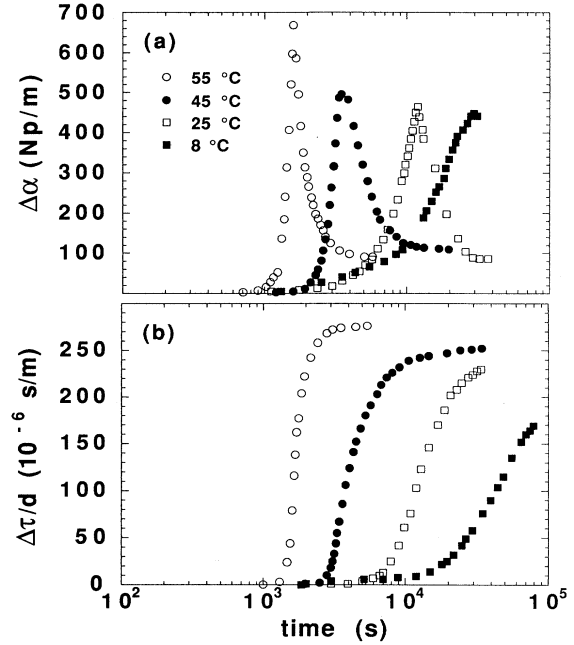 700
(a)
600
55 °C
500
45 °C
400
25 °C
8 °C
300
200
100
Δα (Np/m)
(b)
250
200
150
100
50
0
Δτ/d (10⁻⁶ s/m)
10² 10³ 10⁴ 10⁵
time (s)